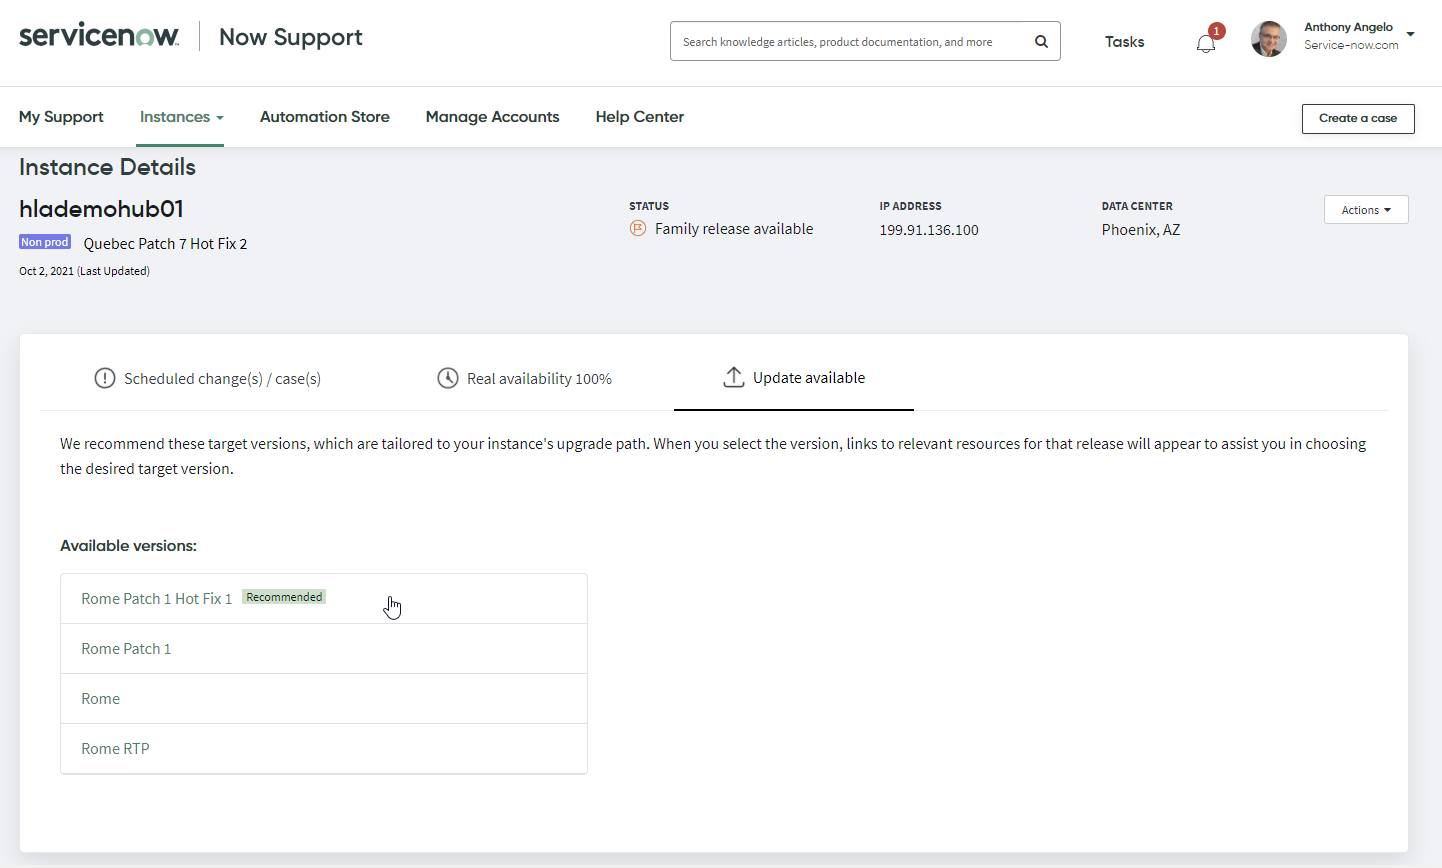 servicenow™ Now Support
Search knowledge articles, product documentation, and more
Tasks
1
Anthony Angelo
Service-now.com
My Support
Instances
Automation Store
Manage Accounts
Help Center
Create a case
Instance Details
hlademohub01
Non prod Quebec Patch 7 Hot Fix 2
Oct 2, 2021 (Last Updated)
STATUS
Family release available
IP ADDRESS
199.91.136.100
DATA CENTER
Phoenix, AZ
Actions
Scheduled change(s) / case(s)
Real availability 100%
Update available
We recommend these target versions, which are tailored to your instance's upgrade path. When you select the version, links to relevant resources for that release will appear to assist you in choosing
the desired target version.
Available versions:
Rome Patch 1 Hot Fix 1 Recommended
Rome Patch 1
Rome
Rome RTP